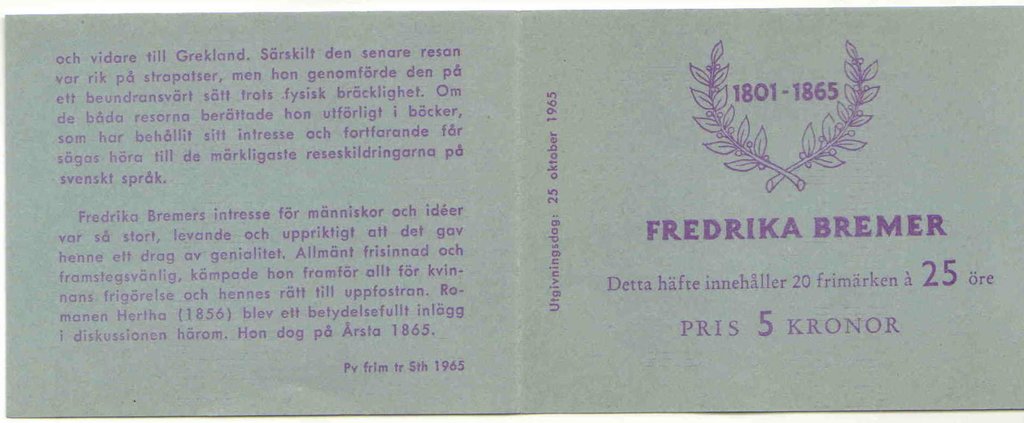 och vidare till Grekland. Särskilt den senare resan
var rik på strapatser, men hon genomförde den på
ett beundransvärt sätt trots fysisk bräcklighet. Om
de båda resorna berättade hon utförligt i böcker,
som har behållit sitt intresse och fortfarande får
sägas höra till de märkligaste reseskildringarna på
svenskt språk.
Fredrika Bremers intresse för människor och idéer
var så stort, levande och uppriktigt att det gav
henne ett drag av genialitet. Allmänt frisinnad och
framstegsvänlig, kämpade hon framför allt för kvin-
nans frigörelse och hennes rätt till uppfostran. Ro-
manen Hertha (1856) blev ett betydelsefullt inlägg
i diskussionen härom. Hon dog på Årsta 1865.
Pv frim tr Sth 1965
Utgivningsdag: 25 oktober 1965
1801-1865
FREDRIKA BREMER
Detta häfte innehåller 20 frimärken à 25 öre
PRIS 5 KRONOR